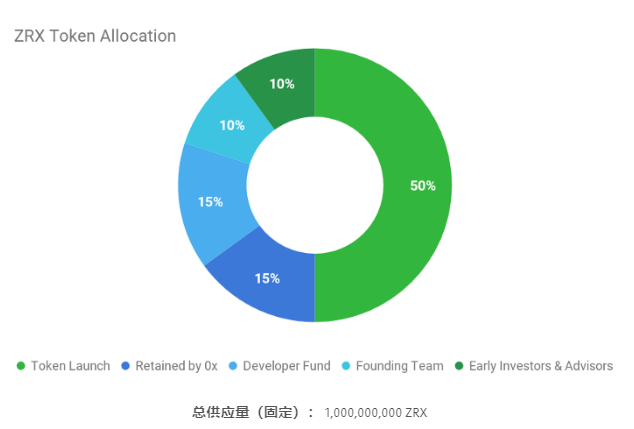 ZRX Token Allocation
10%
10%
50%
15%
15%
Token Launch Retained by 0x Developer Fund Founding Team Early Investors & Advisors
总供应量（固定）： 1,000,000,000 ZRX